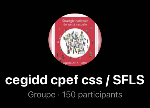 cegidd cpef css / SFLS
Groupe · 150 participants